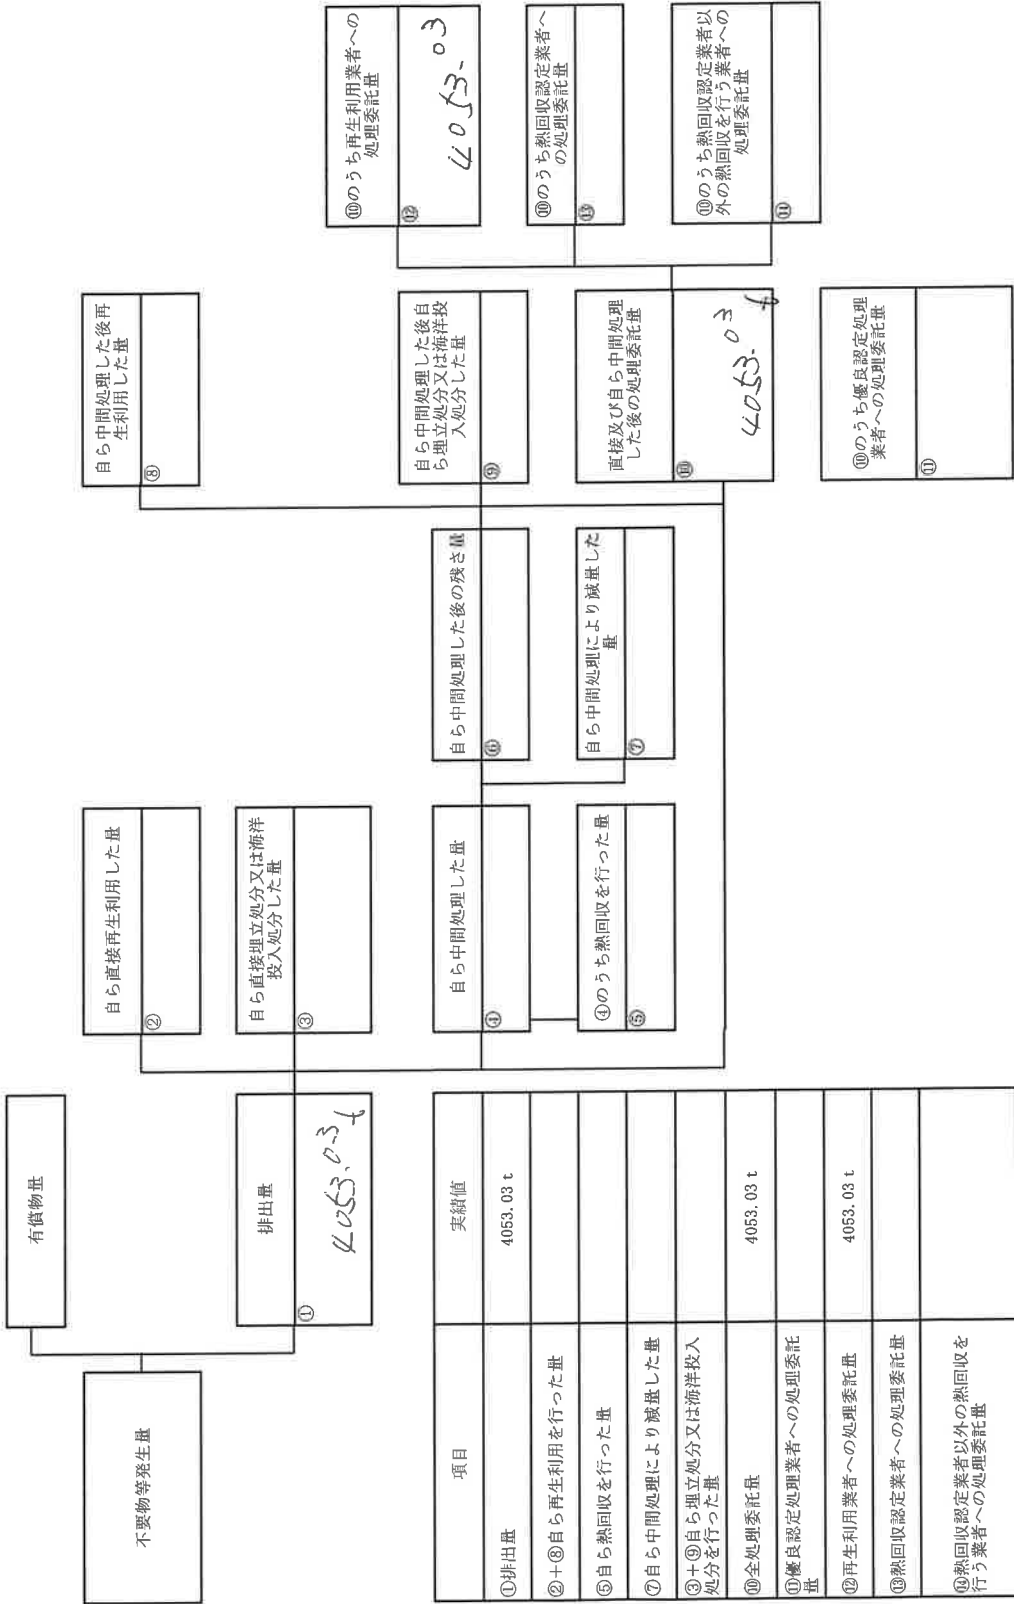 不要物等発生量
有償物量
排出量
①
4053.03 t
自ら直接再生利用した量
②
自ら直接埋立処分又は海洋
投入処分した量
③
自ら中間処理した量
④
④のうち熱回収を行った量
⑤
自ら中間処理した後の残さ量
⑥
自ら中間処理により減量した
量
⑦
自ら中間処理した後再
生利用した量
⑧
自ら中間処理した後自
ら埋立処分又は海洋投
入処分した量
⑨
直接及び自ら中間処理
した後の処理委託量
⑩
4053.03 t
⑩のうち優良認定処理
業者への処理委託量
⑪
⑩のうち再生利用業者への
処理委託量
⑫
4053.03
⑩のうち熱回収認定業者へ
の処理委託量
⑬
⑩のうち熱回収認定業者以
外の熱回収を行う業者への
処理委託量
⑭
項目 実績値
①排出量 4053.03 t
②+⑧自ら再生利用を行った量
⑤自ら熱回収を行った量
⑦自ら中間処理により減量した量
③+⑨自ら埋立処分又は海洋投入
処分を行った量
⑩全処理委託量 4053.03 t
⑪優良認定処理業者への処理委託
量
⑫再生利用業者への処理委託量 4053.03 t
⑬熱回収認定業者への処理委託量
⑭熱回収認定業者以外の熱回収を
行う業者への処理委託量